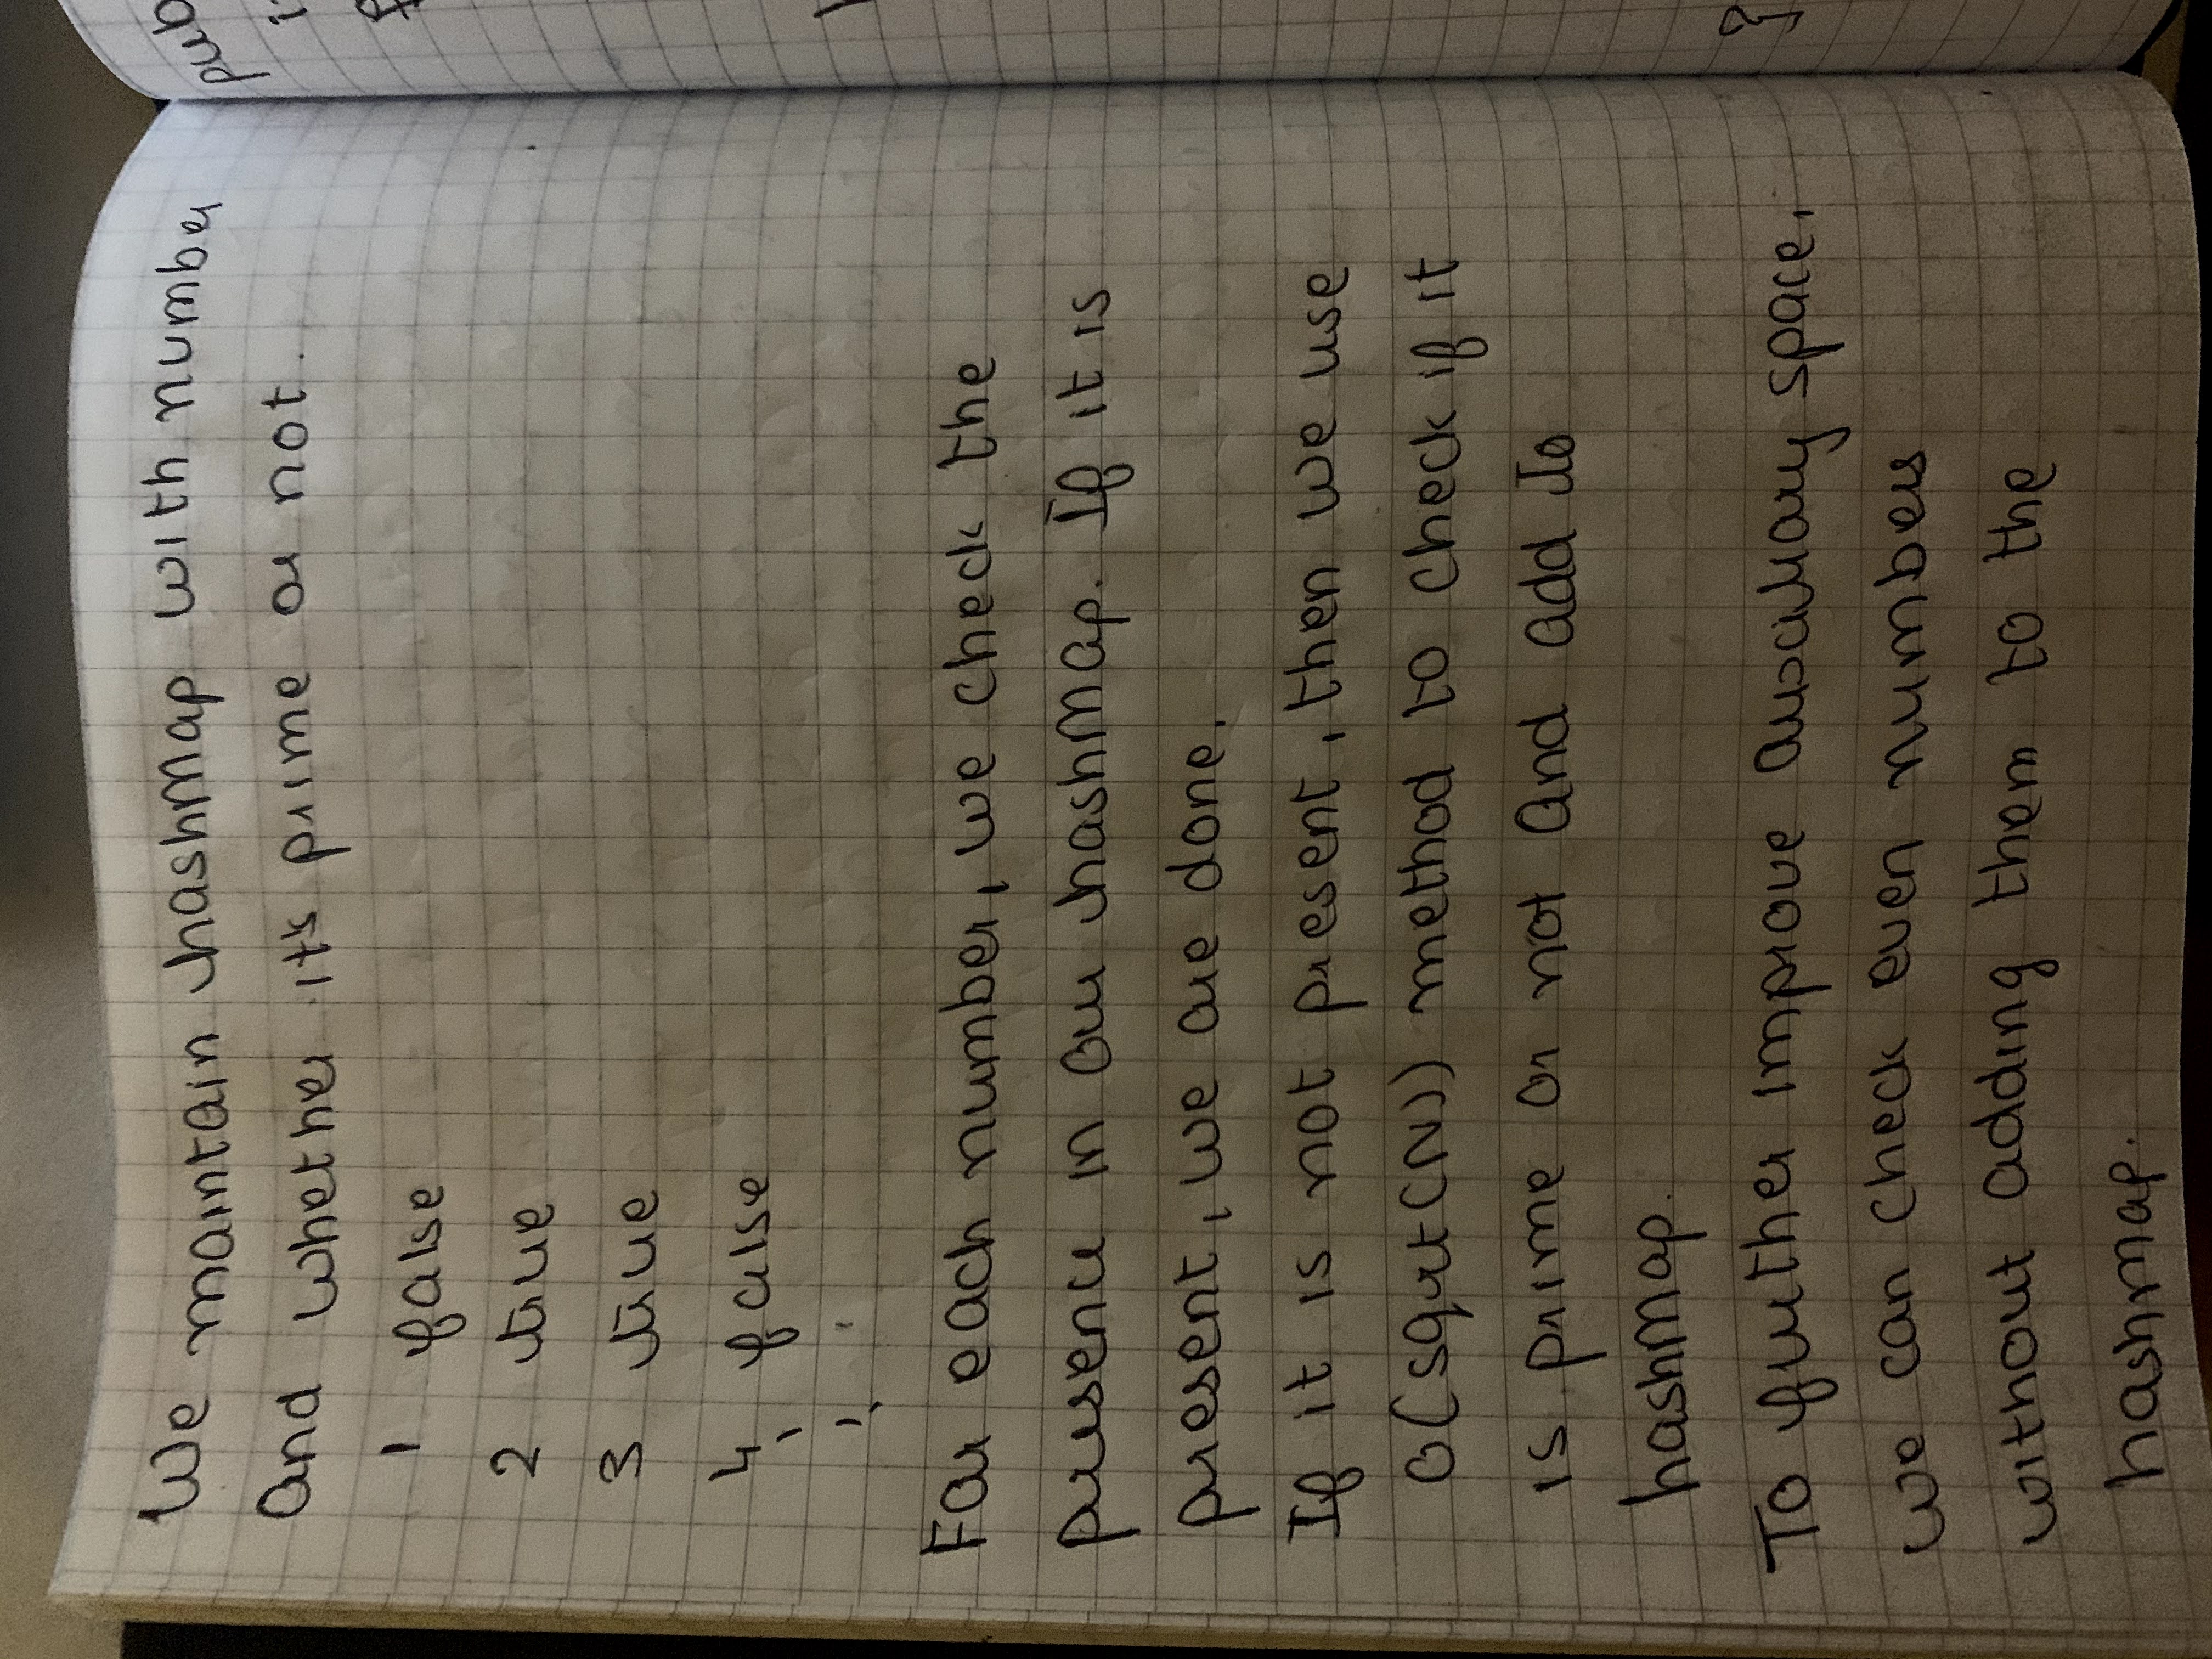 We maintain hashMap with number
And whether it's prime or not.
1 false
2 true
3 true
4 false
For each number, we check the
presence in our hashMap. If it is
present, we are done.
If it is not present, then we use
O(sqrt(N)) method to check if it
is prime or not And add to
hashMap.
To further improve auxiliary space,
we can check even numbers
without adding them to the
hashmap.
pub